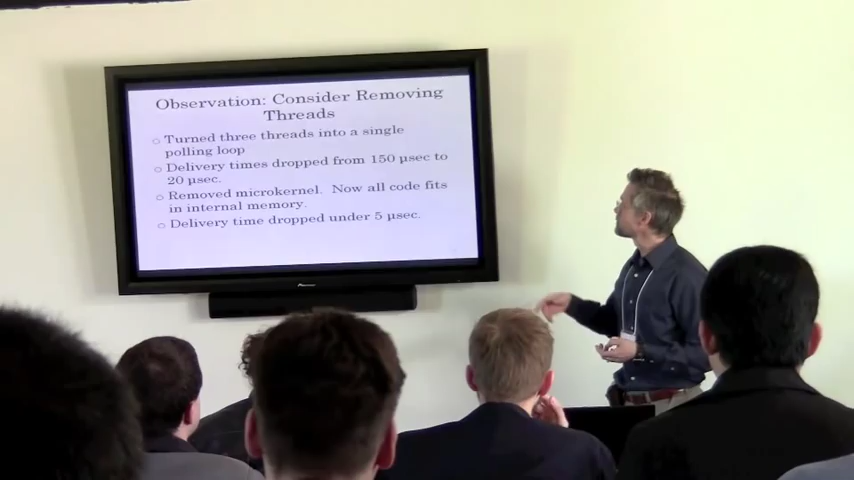 Observation: Consider Removing
Threads
Turned three threads into a single
polling loop
Delivery times dropped from 150 µsec to
20 µsec.
Removed microkernel. Now all code fits
in internal memory.
Delivery time dropped under 5 µsec.